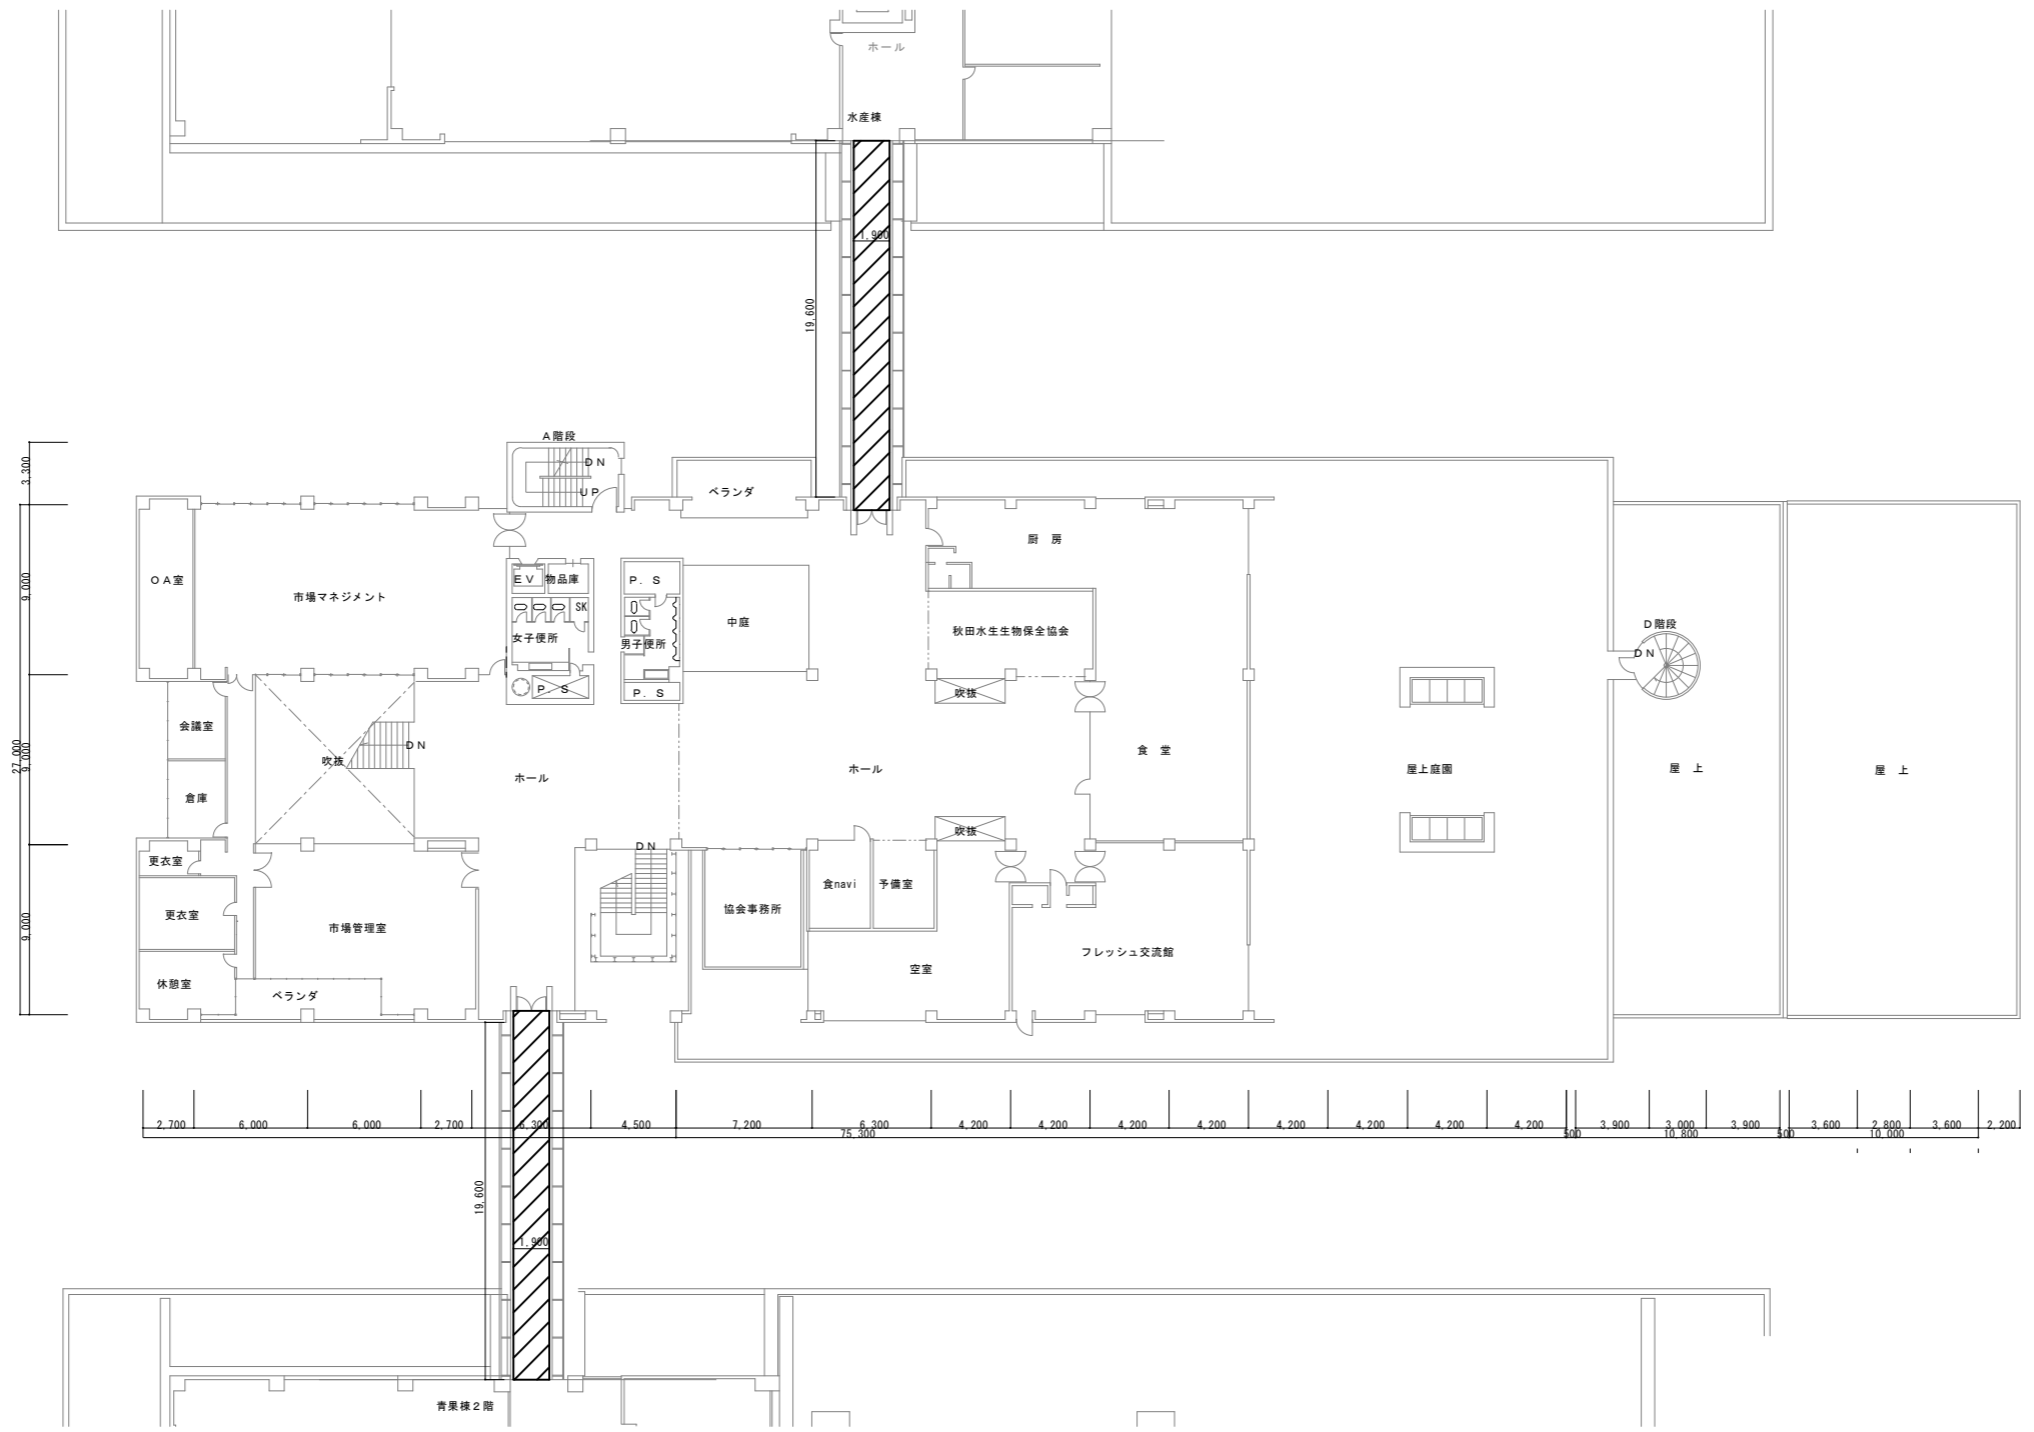 ホール
水産棟
1,900
19,600
A階段
DN
UP
ベランダ
3,300
厨 房
OA室
市場マネジメント
EV
物品庫
P.S
SK
9,000
中庭
女子便所
男子便所
秋田水生生物保全協会
D階段
DN
P.S
P.S
吹抜
会議室
DN
吹抜
27,000
9,000
食 堂
ホール
ホール
屋上庭園
屋 上
屋 上
倉庫
吹抜
DN
更衣室
更衣室
食navi
予備室
協会事務所
9,000
市場管理室
フレッシュ交流館
空室
休憩室
ベランダ
2,700
6,000
6,000
2,700
6,300
4,500
7,200
6,300
4,200
4,200
4,200
4,200
4,200
4,200
4,200
4,200
500
3,900
3,000
3,900
500
3,600
2,800
3,600
2,200
75,300
10,800
10,000
19,600
1,900
青果棟2階